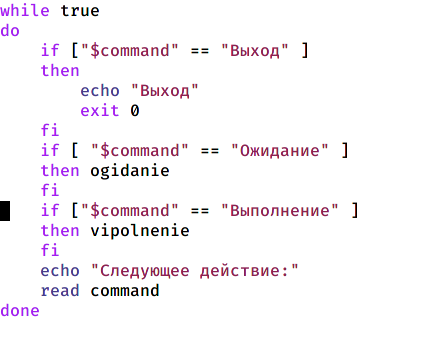 while true
do
    if ["$command" == "Выход" ]
    then
        echo "Выход"
        exit 0
    fi
    if [ "$command" == "Ожидание" ]
    then ogidanie
    fi
    if ["$command" == "Выполнение" ]
    then vipolnenie
    fi
    echo "Следующее действие:"
    read command
done